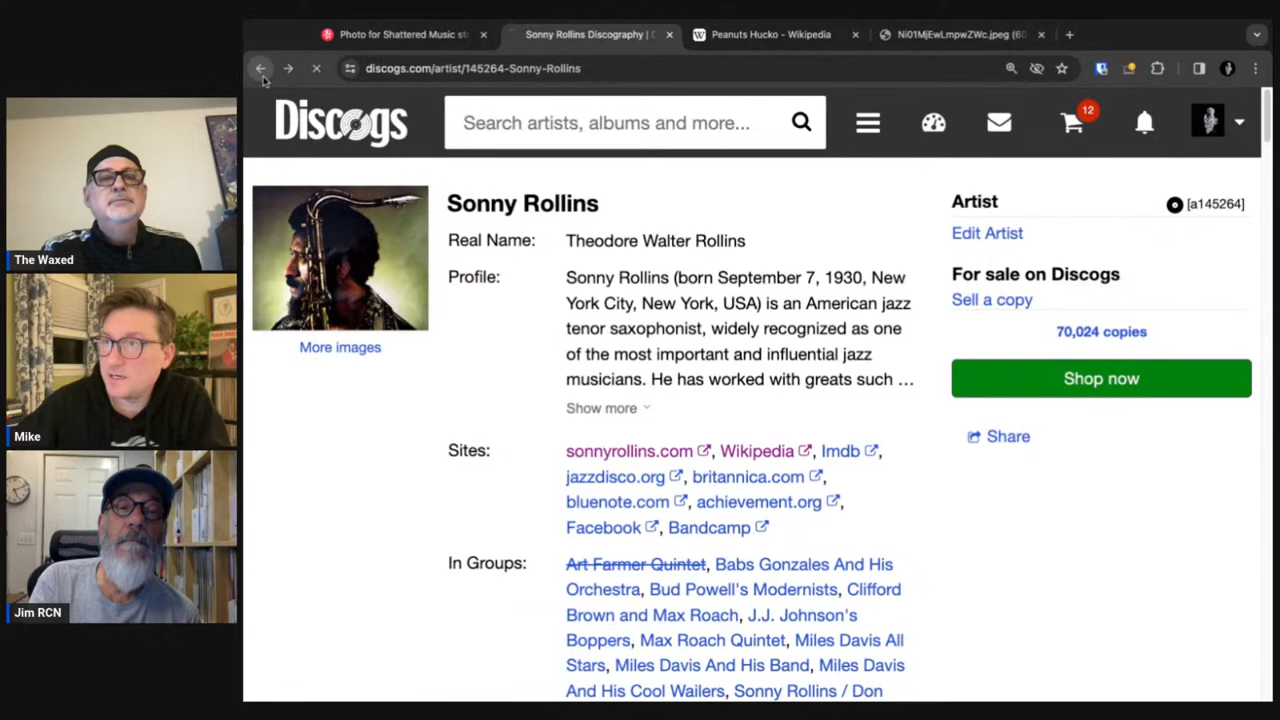 Photo for Shattered Music st
Sonny Rollins Discography | D
Peanuts Hucko - Wikipedia
Ni01MjEwLmpwZWc.jpeg (60
discogs.com/artist/145264-Sonny-Rollins
Discogs
Search artists, albums and more...
12
Sonny Rollins
Real Name: Theodore Walter Rollins
Profile: Sonny Rollins (born September 7, 1930, New
York City, New York, USA) is an American jazz
tenor saxophonist, widely recognized as one
of the most important and influential jazz
musicians. He has worked with greats such ...
Show more
More images
Sites: sonnyrollins.com, Wikipedia, Imdb,
jazzdisco.org, britannica.com,
bluenote.com, achievement.org,
Facebook, Bandcamp
In Groups: Art Farmer Quintet, Babs Gonzales And His
Orchestra, Bud Powell's Modernists, Clifford
Brown and Max Roach, J.J. Johnson's
Boppers, Max Roach Quintet, Miles Davis All
Stars, Miles Davis And His Band, Miles Davis
And His Cool Wailers, Sonny Rollins / Don
Artist [a145264]
Edit Artist
For sale on Discogs
Sell a copy
70,024 copies
Shop now
Share
The Waxed
Mike
Jim RCN